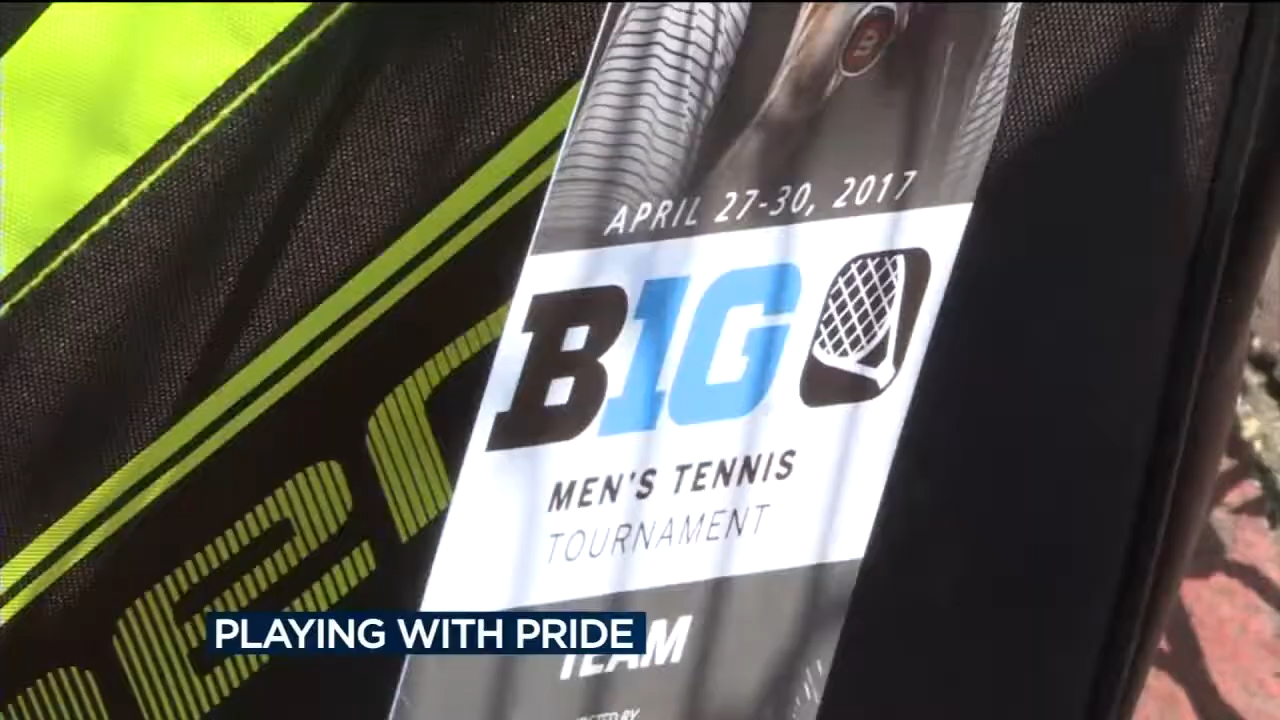 B
APRIL 27-30, 2017
B1G
MEN'S TENNIS
TOURNAMENT
PLAYING WITH PRIDE
TEAM